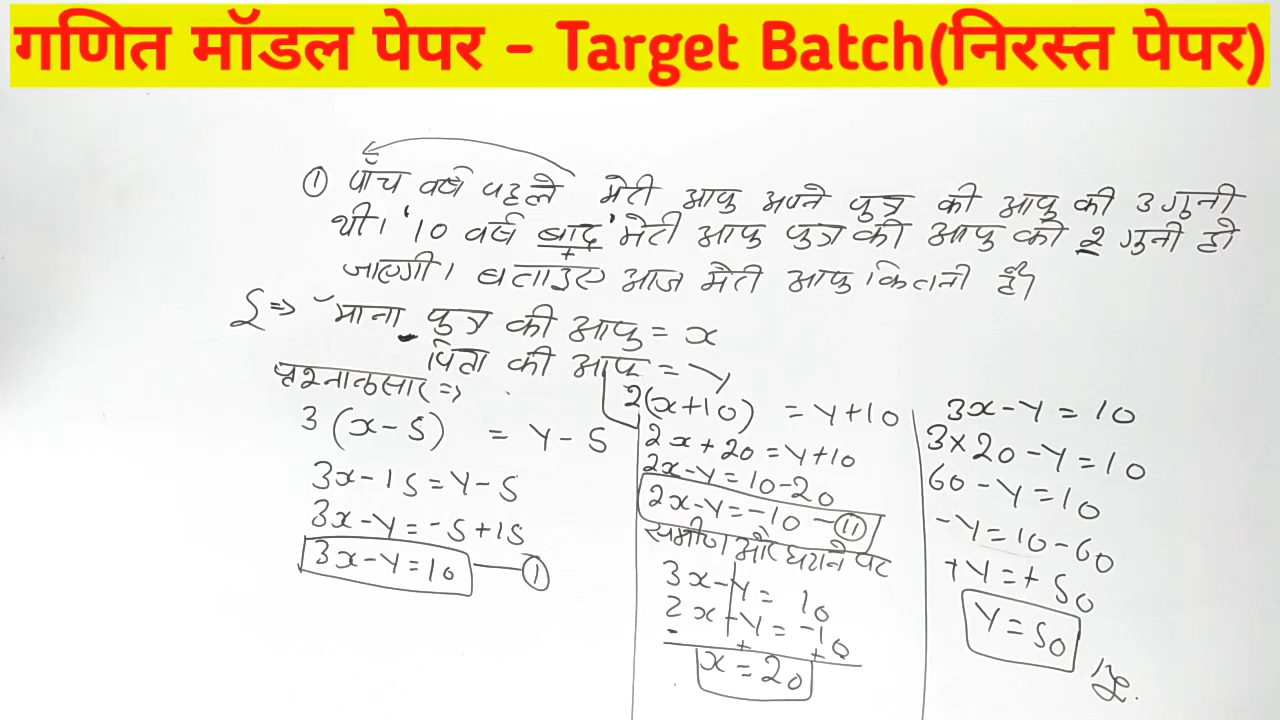 गणित मॉडल पेपर - Target Batch(निरस्त पेपर)
① पाँच वर्ष पहले मेरी आयु अपने पुत्र की आयु की 3 गुनी
थी। '10 वर्ष बाद' मेरी आयु पुत्र की आयु की 2 गुनी हो
+
जाएगी। बताइए आज मेरी आयु कितनी है।
S⇒ माना पुत्र की आयु = x
पिता की आयु = y
प्रश्नानुसार ⇒
3(x-5) = y-5
3x-15=y-5
3x-y=-5+15
3x-y=10 — ①
2(x+10) = y+10
2x+20=y+10
2x-y=10-20
2x-y=-10 - ⑪
समी० ① और घटाने पर
3x-y= 10
2x-y=-10
- + +
x=20
3x-y=10
3×20-y=10
60-y=10
-y=10-60
+y=+50
y=50